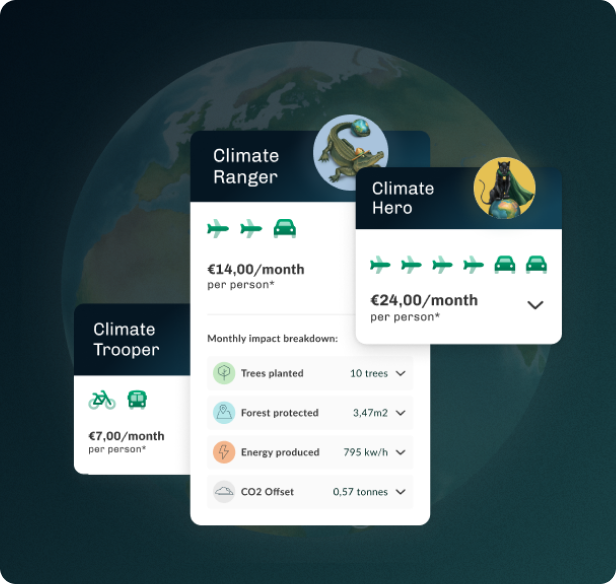 Climate
Ranger
€14,00/month
per person*
Monthly impact breakdown:
Trees planted 10 trees
Forest protected 3,47m2
Energy produced 795 kw/h
CO2 Offset 0,57 tonnes
Climate
Hero
€24,00/month
per person*
Climate
Trooper
€7,00/month
per person*